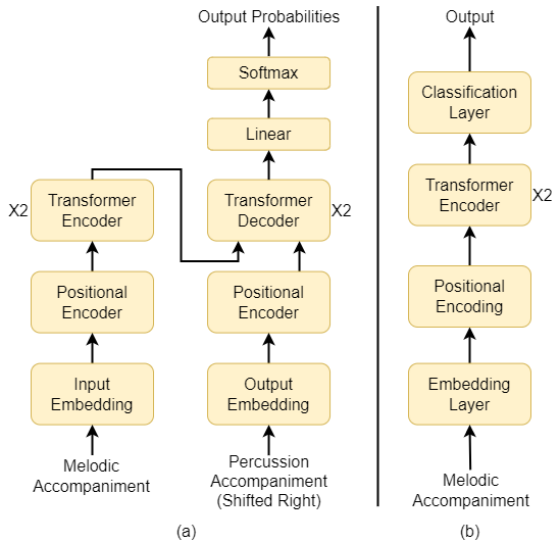 Output Probabilities
Softmax
Linear
X2
Transformer
Encoder
Transformer
Decoder
X2
Positional
Encoder
Positional
Encoder
Input
Embedding
Output
Embedding
Melodic
Accompaniment
Percussion
Accompaniment
(Shifted Right)
(a)
Output
Classification
Layer
Transformer
Encoder
X2
Positional
Encoding
Embedding
Layer
Melodic
Accompaniment
(b)